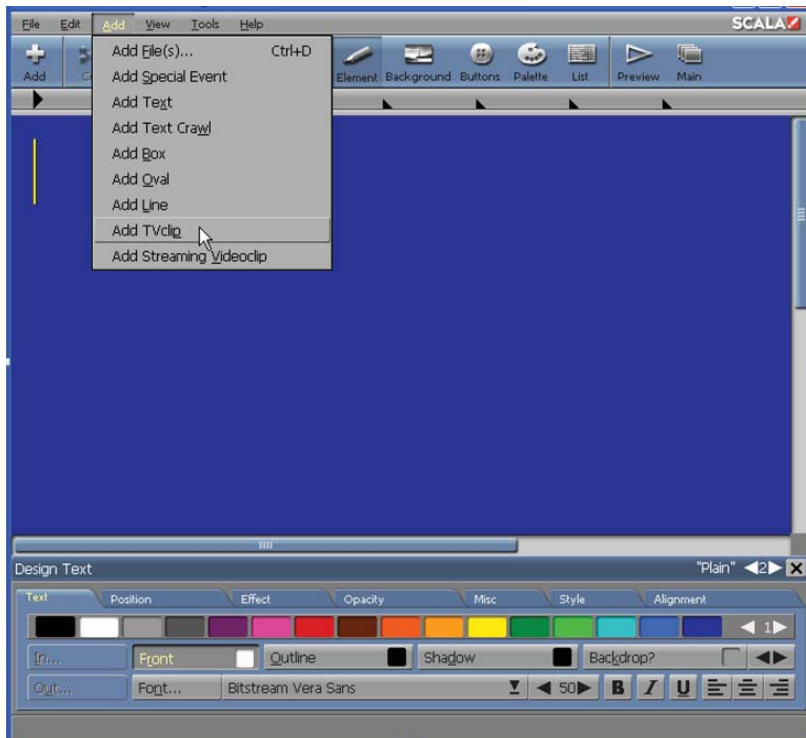 File Edit Add View Tools Help SCALA
Add Element Background Buttons Palette List Preview Main
Add File(s)... Ctrl+D
Add Special Event
Add Text
Add Text Crawl
Add Box
Add Oval
Add Line
Add TVclip
Add Streaming Videoclip
Design Text "Plain" 2
Text Position Effect Opacity Misc Style Alignment
1
In... Front Outline Shadow Backdrop?
Out... Font... Bitstream Vera Sans 50 B I U